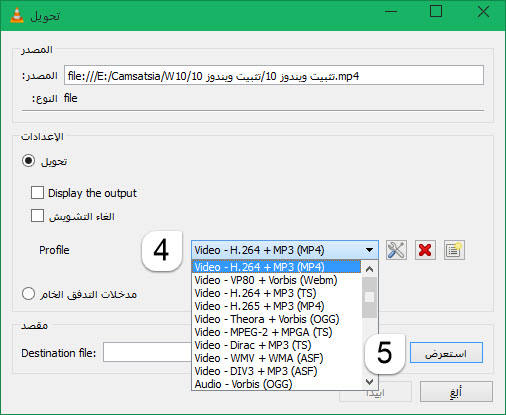 تحويل
المصدر
المصدر: file:///E:/Camsatsia/W10/10 تثبيت ويندوز 10/تثبيت ويندوز.mp4
النوع: file
الإعدادات
تحويل
Display the output
الغاء التشويش
Profile
4
Video - H.264 + MP3 (MP4)
Video - H.264 + MP3 (MP4)
Video - VP80 + Vorbis (Webm)
Video - H.264 + MP3 (TS)
Video - H.265 + MP3 (MP4)
Video - Theora + Vorbis (OGG)
Video - MPEG-2 + MPGA (TS)
Video - Dirac + MP3 (TS)
Video - WMV + WMA (ASF)
Video - DIV3 + MP3 (ASF)
Audio - Vorbis (OGG)
مدخلات التدفق الخام
مقصد
Destination file:
5
استعرض
ابدأ
ألغِ